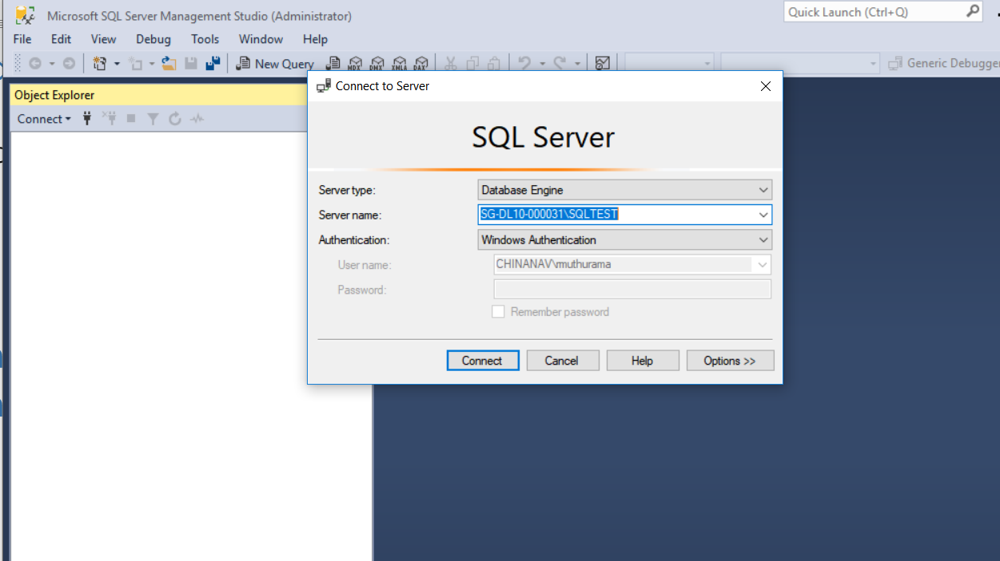 Microsoft SQL Server Management Studio (Administrator)
Quick Launch (Ctrl+Q)
File Edit View Debug Tools Window Help
New Query MDX DMX XMLA DAX Generic Debugger
Connect to Server
Object Explorer
Connect
SQL Server
Server type: Database Engine
Server name: SG-DL10-000031\SQLTEST
Authentication: Windows Authentication
User name: CHINANAV\rmuthurama
Password:
Remember password
Connect Cancel Help Options >>